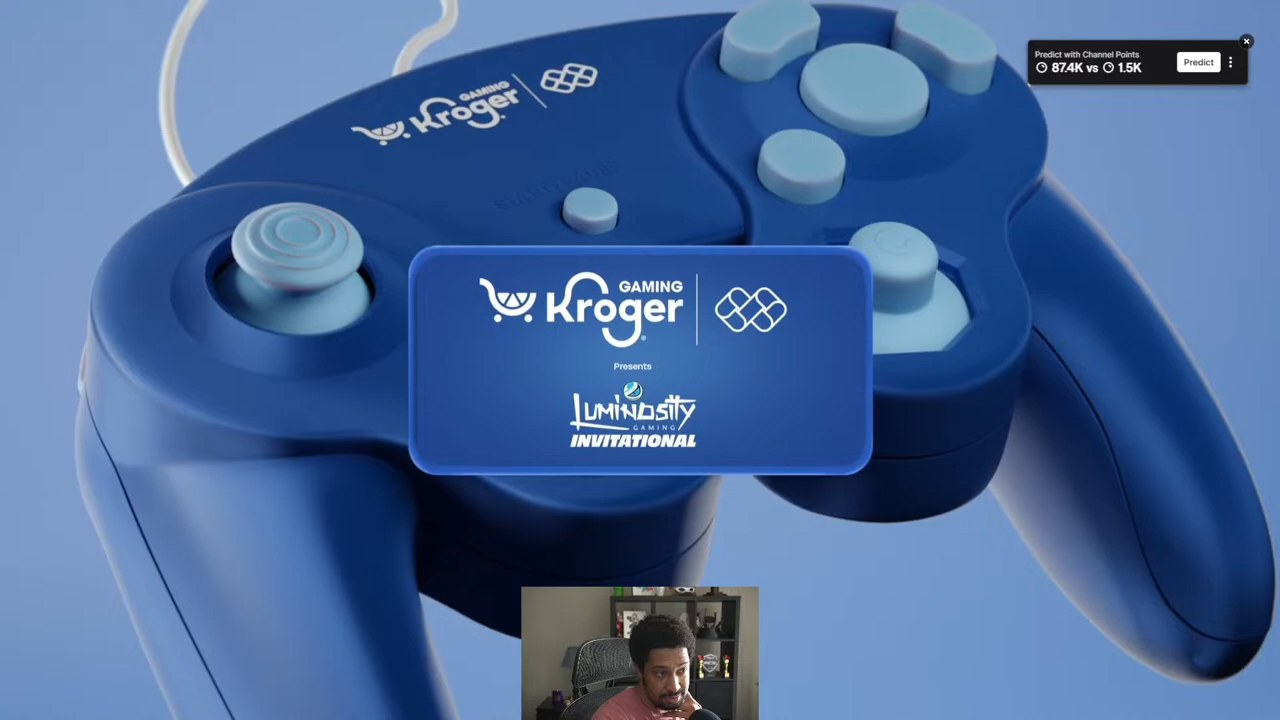 Predict with Channel Points
87.4K vs 1.5K
Predict
GAMING
Kroger
GAMING
Kroger
Presents
LUMINOSITY
GAMING
INVITATIONAL